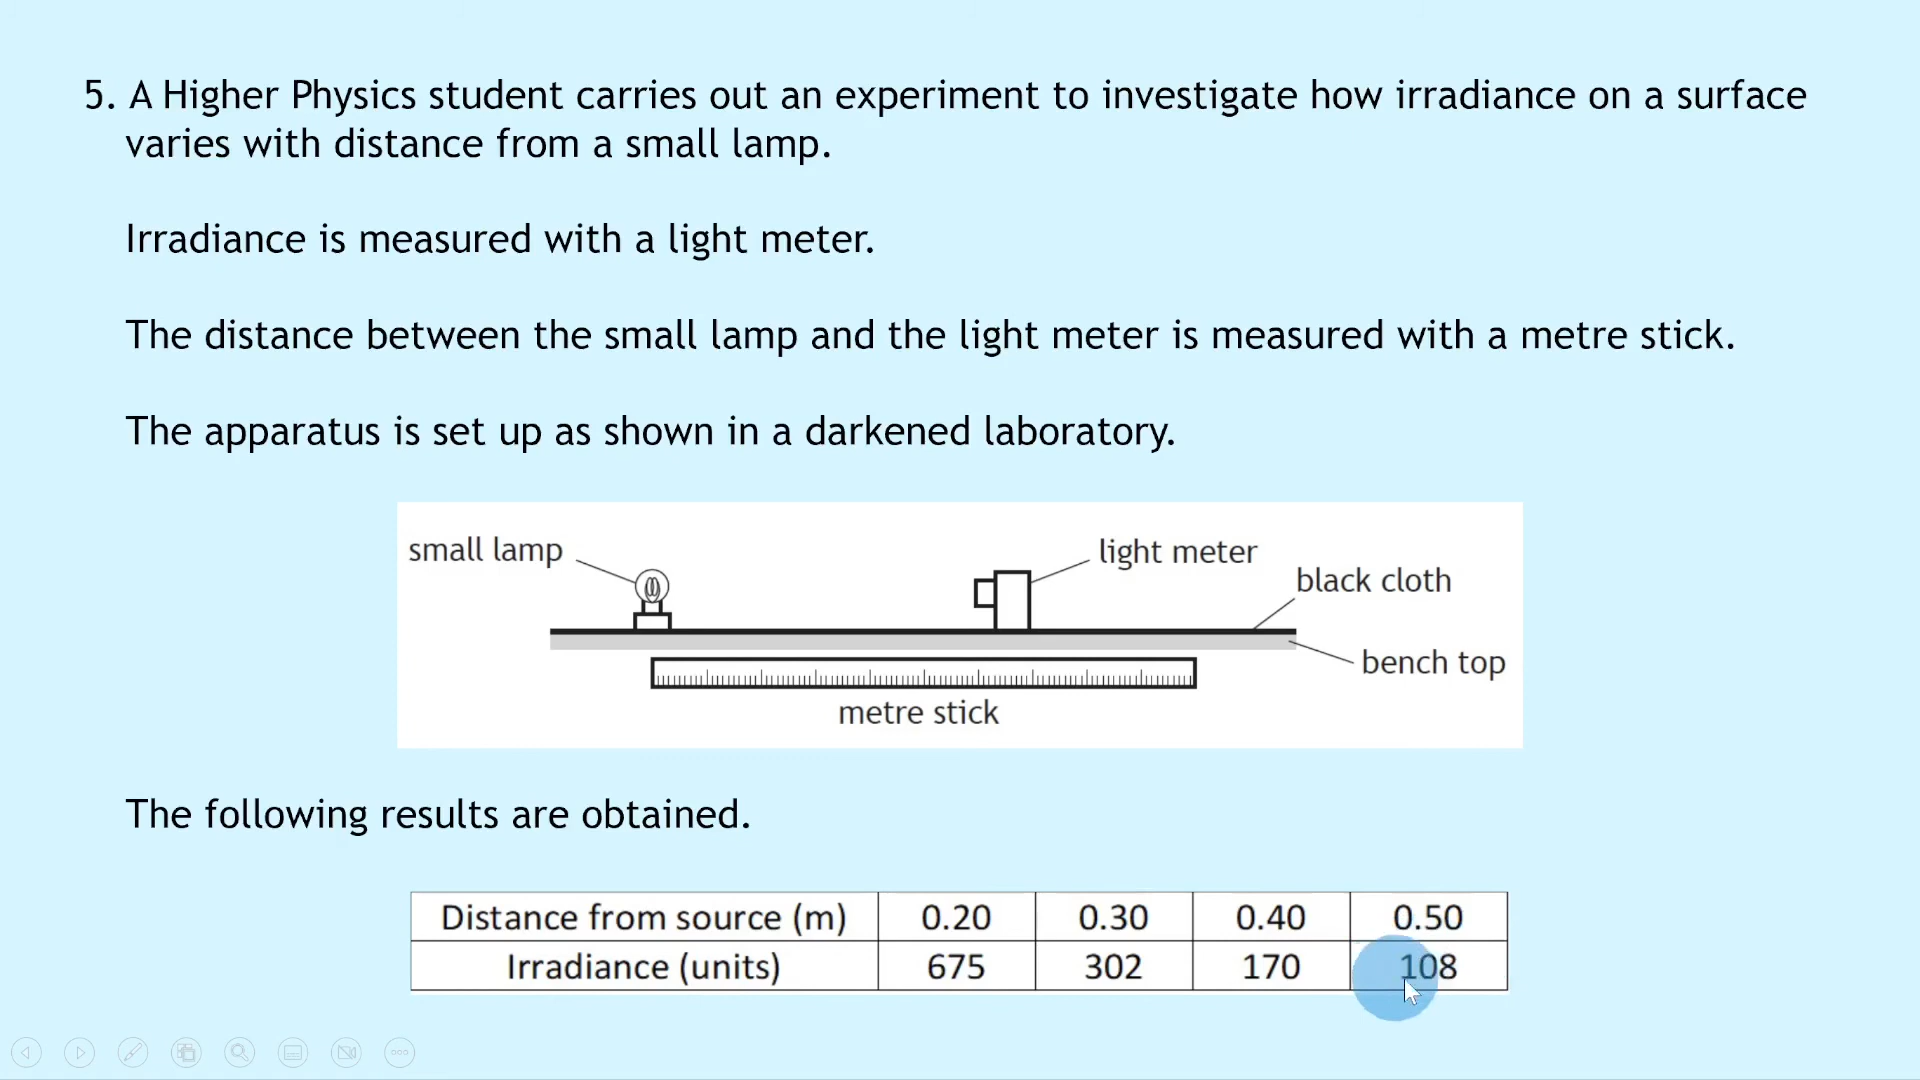 5. A Higher Physics student carries out an experiment to investigate how irradiance on a surface
varies with distance from a small lamp.
Irradiance is measured with a light meter.
The distance between the small lamp and the light meter is measured with a metre stick.
The apparatus is set up as shown in a darkened laboratory.
small lamp
light meter
black cloth
bench top
metre stick
The following results are obtained.
Distance from source (m) 0.20 0.30 0.40 0.50
Irradiance (units) 675 302 170 108